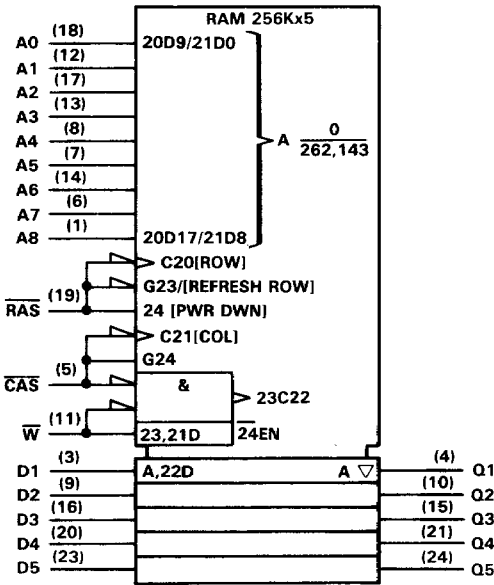 RAM 256Kx5
A0 (18) 20D9/21D0
A1 (12)
A2 (17)
A3 (13)
A4 (8) A 0/262,143
A5 (7)
A6 (14)
A7 (6)
A8 (1) 20D17/21D8
C20[ROW]
G23/[REFRESH ROW]
RAS (19) 24 [PWR DWN]
C21[COL]
G24
CAS (5) & 23C22
W (11) 23,21D 24EN
D1 (3) A,22D A ▽ (4) Q1
D2 (9) (10) Q2
D3 (16) (15) Q3
D4 (20) (21) Q4
D5 (23) (24) Q5